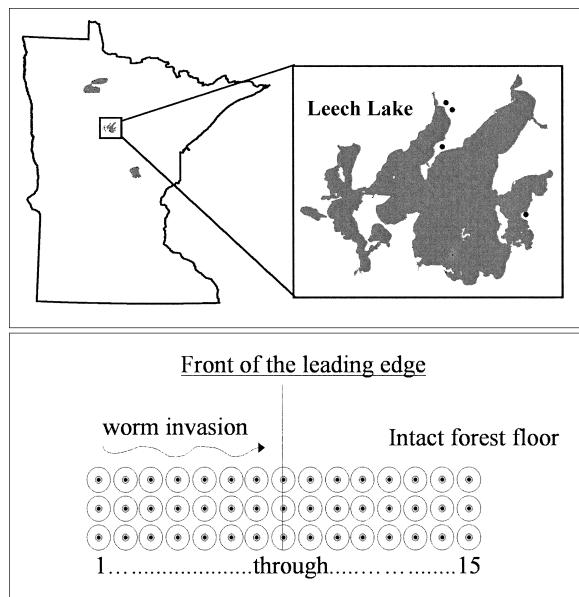 Leech Lake
Front of the leading edge
worm invasion
Intact forest floor
1....................through....................15